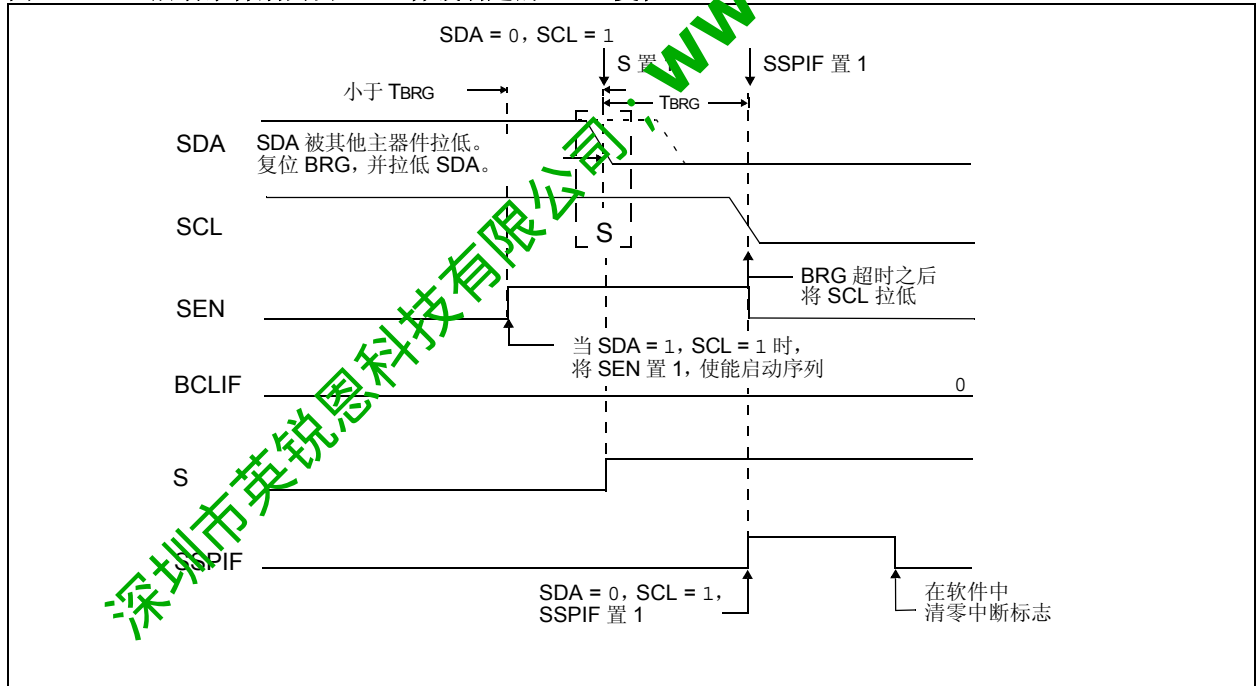 SDA = 0，SCL = 1
S 置
SSPIF 置 1
小于 TBRG
TBRG
SDA
SDA 被其他主器件拉低。
复位 BRG，并拉低 SDA。
SCL
S
BRG 超时之后
将 SCL 拉低
SEN
当 SDA = 1，SCL = 1 时，
将 SEN 置 1，使能启动序列
BCLIF
0
S
SSPIF
SDA = 0，SCL = 1，
SSPIF 置 1
在软件中
清零中断标志
深圳市英锐恩科技有限公司，WW